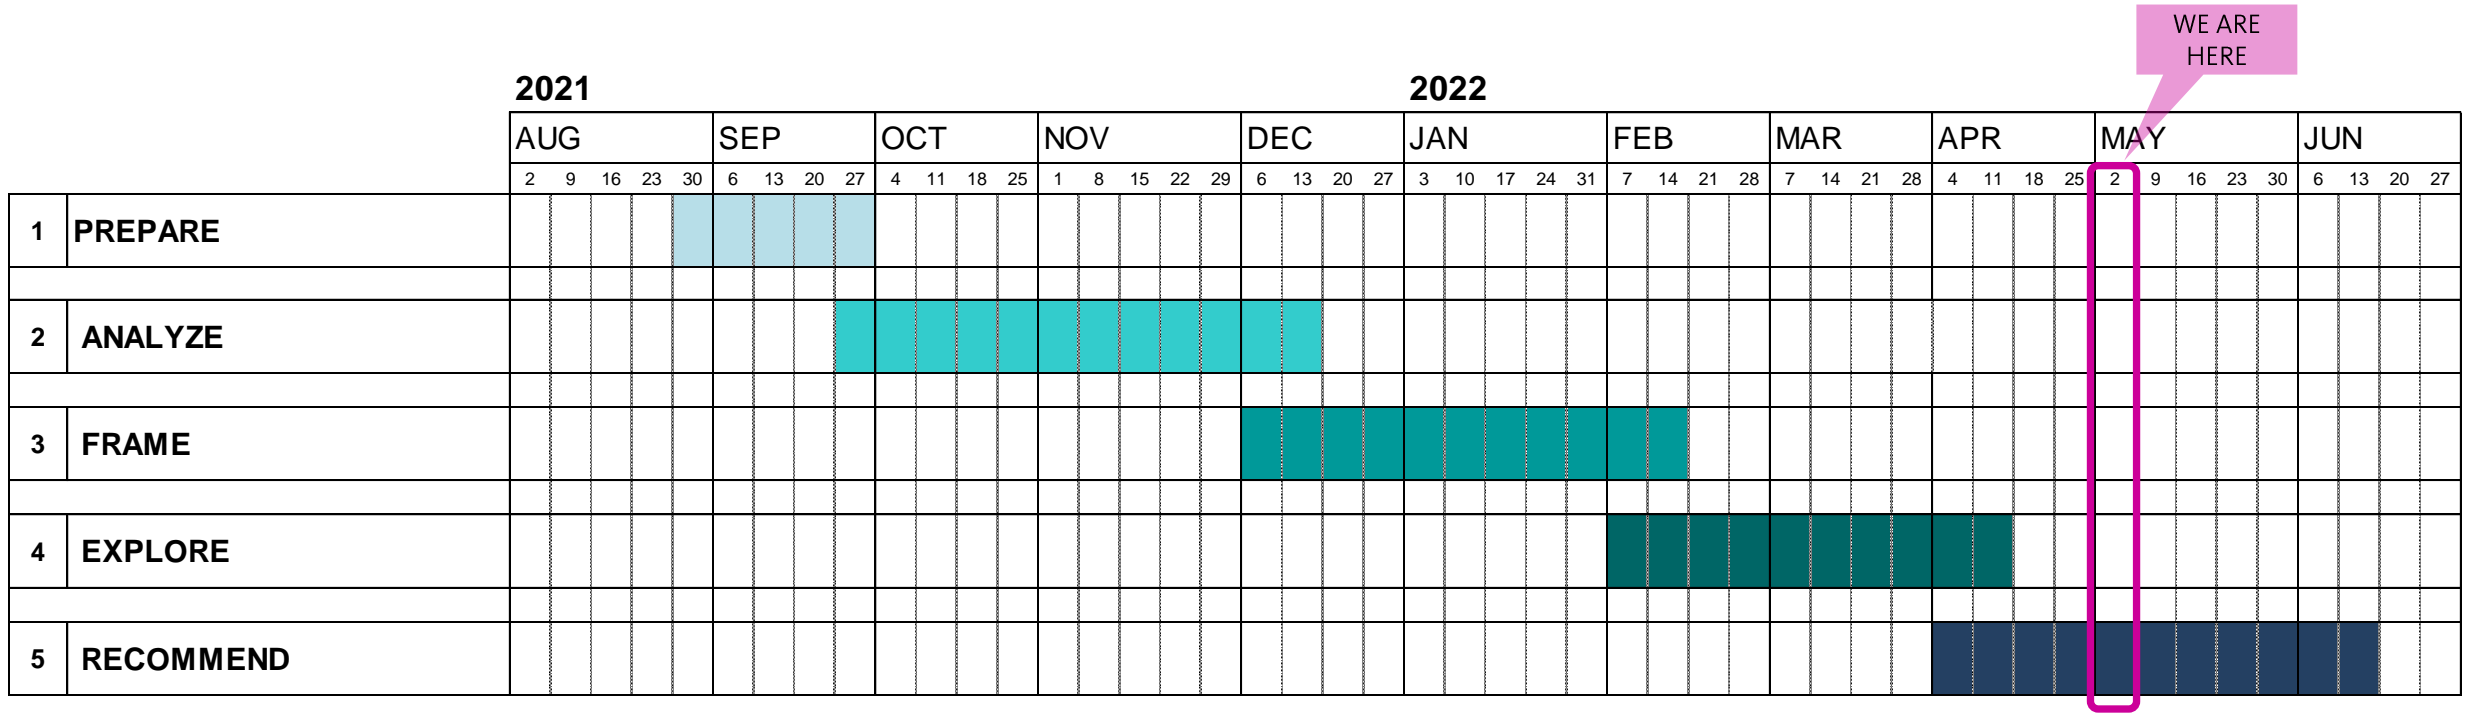 WE ARE
HERE
2021 2022
AUG SEP OCT NOV DEC JAN FEB MAR APR MAY JUN
2 9 16 23 30 6 13 20 27 4 11 18 25 1 8 15 22 29 6 13 20 27 3 10 17 24 31 7 14 21 28 7 14 21 28 4 11 18 25 2 9 16 23 30 6 13 20 27
1 PREPARE
2 ANALYZE
3 FRAME
4 EXPLORE
5 RECOMMEND